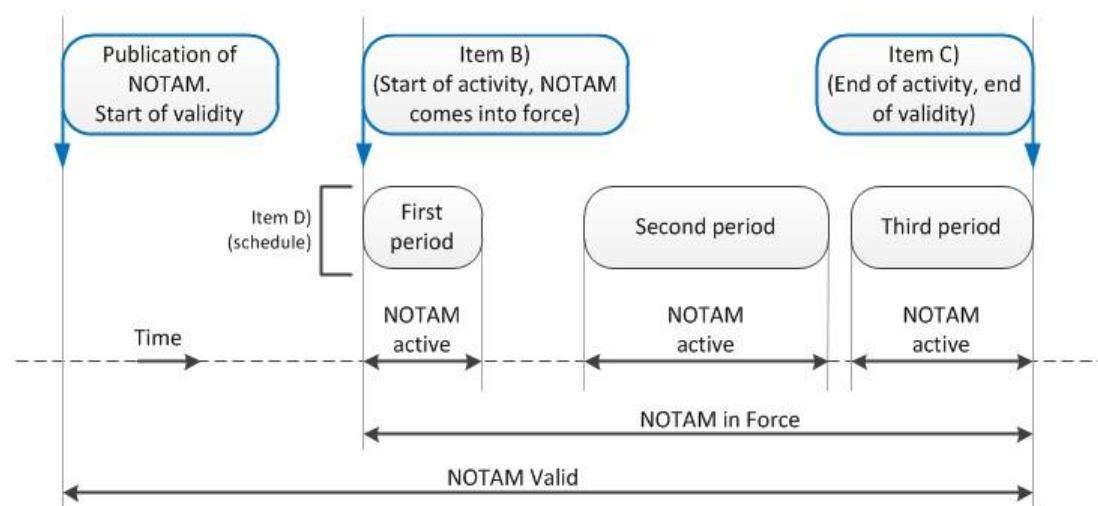 Publication of
NOTAM.
Start of validity
Item B)
(Start of activity, NOTAM
comes into force)
Item C)
(End of activity, end
of validity)
Item D)
(schedule)
First
period
Second period
Third period
Time
NOTAM
active
NOTAM
active
NOTAM
active
NOTAM in Force
NOTAM Valid